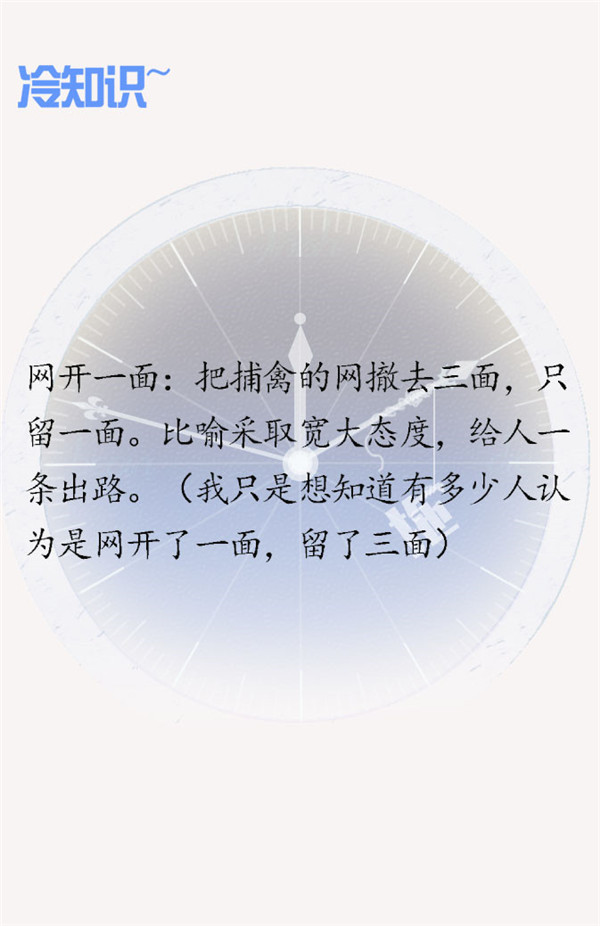 冷知识~
网开一面：把捕禽的网撤去三面，只
留一面。比喻采取宽大态度，给人一
条出路。（我只是想知道有多少人认
为是网开了一面，留了三面）